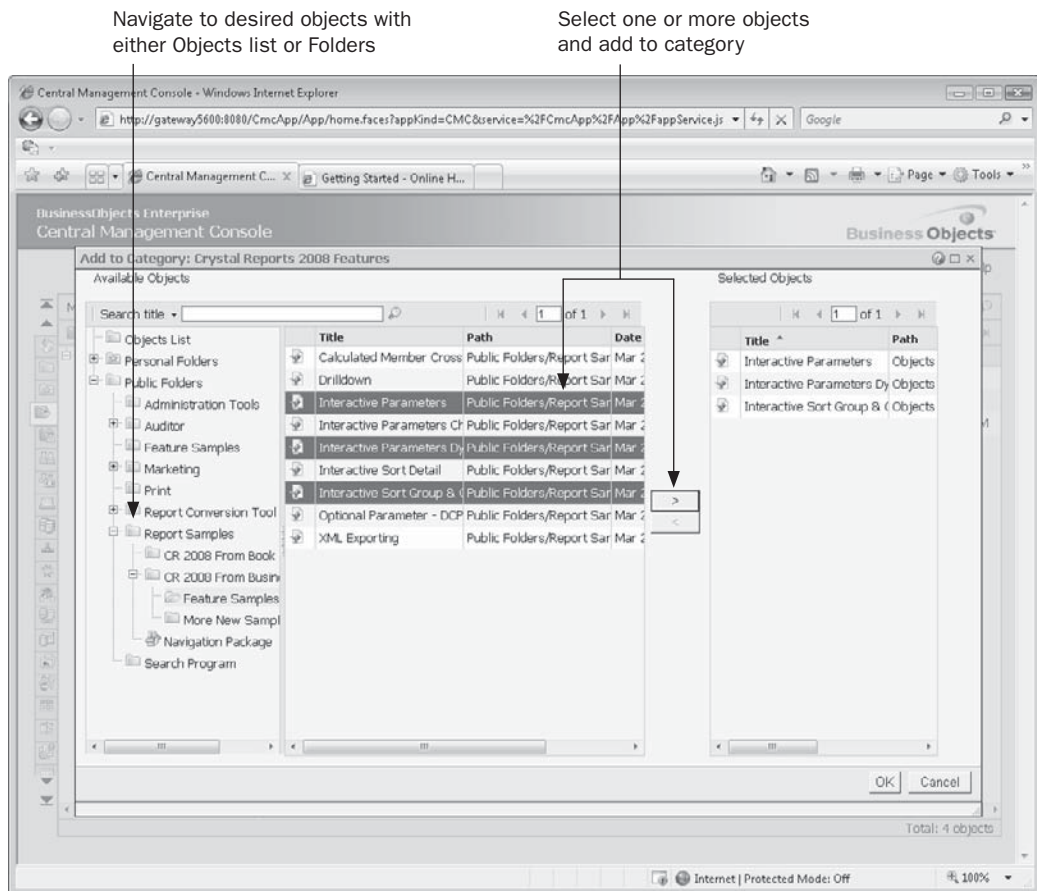 Navigate to desired objects with
either Objects list or Folders
Select one or more objects
and add to category
Central Management Console - Windows Internet Explorer
http://gateway5600:8080/CmcApp/App/home.faces?appKind=CMC&service=%2FCmcApp%2FApp%2FappService.js
Google
Central Management C...
Getting Started - Online H...
Page
Tools
BusinessObjects Enterprise
Central Management Console
Business Objects
Add to Category: Crystal Reports 2008 Features
Available Objects
Selected Objects
Search title
1 of 1
1 of 1
Objects List
Personal Folders
Public Folders
Administration Tools
Auditor
Feature Samples
Marketing
Print
Report Conversion Tool
Report Samples
CR 2008 From Book
CR 2008 From Busin
Feature Samples
More New Sampl
Navigation Package
Search Program
Title Path Date
Calculated Member Cross Public Folders/Report Sar Mar 2
Drilldown Public Folders/Report Sar Mar 2
Interactive Parameters Public Folders/Report Sar Mar 2
Interactive Parameters Ch Public Folders/Report Sar Mar 2
Interactive Parameters Dy Public Folders/Report Sar Mar 2
Interactive Sort Detail Public Folders/Report Sar Mar 2
Interactive Sort Group & ( Public Folders/Report Sar Mar 2
Optional Parameter - DCP Public Folders/Report Sar Mar 2
XML Exporting Public Folders/Report Sar Mar 2
>
<
Title Path
Interactive Parameters Objects
Interactive Parameters Dy Objects
Interactive Sort Group & ( Objects
OK
Cancel
Total: 4 objects
Internet | Protected Mode: Off
100%